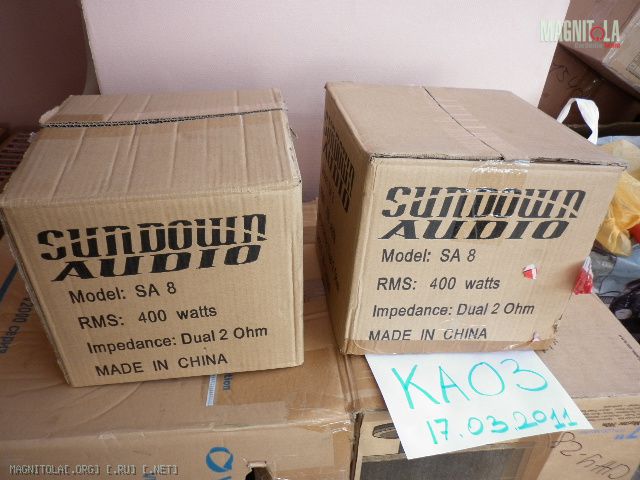 MAGNITOLA
SUNDOWN
AUDIO
Model: SA 8
RMS: 400 watts
Impedance: Dual 2 Ohm
MADE IN CHINA
SUNDOWN
AUDIO
Model: SA 8
RMS: 400 watts
Impedance: Dual 2 Ohm
MADE IN CHINA
KAO3
17.03.2011
MAGNITOLA[.ORG] [.RU] [.NET]